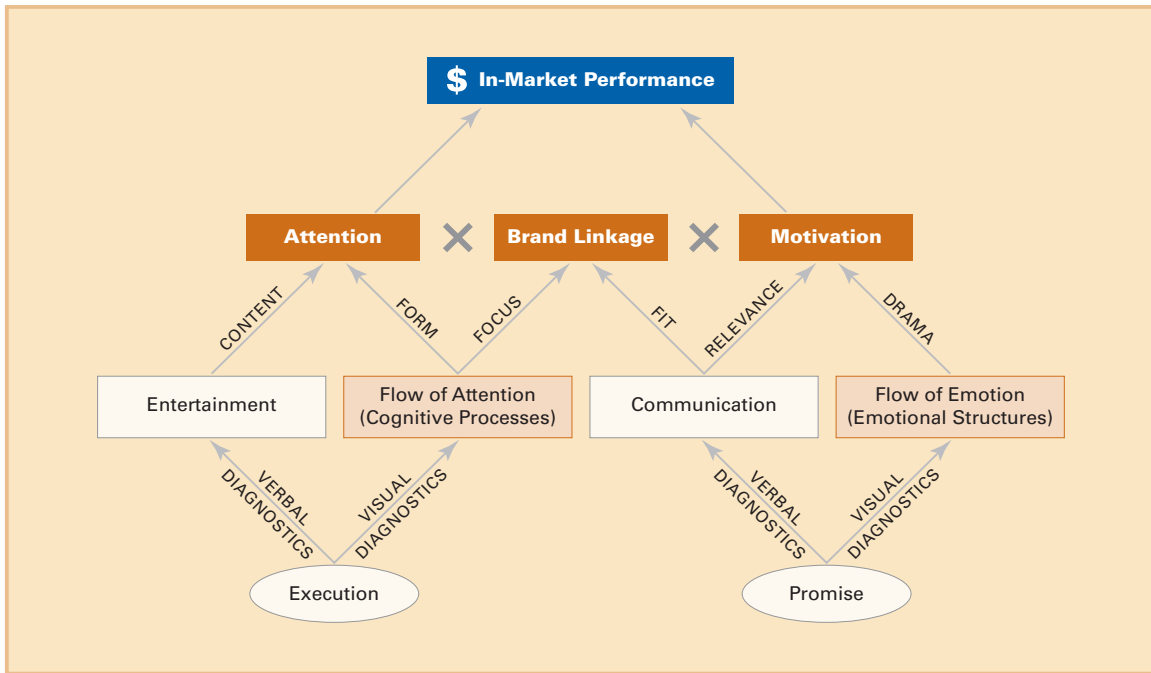 $ In-Market Performance
Attention
×
Brand Linkage
×
Motivation
CONTENT
FORM
FOCUS
FIT
RELEVANCE
DRAMA
Entertainment
Flow of Attention
(Cognitive Processes)
Communication
Flow of Emotion
(Emotional Structures)
VERBAL
DIAGNOSTICS
VISUAL
DIAGNOSTICS
VERBAL
DIAGNOSTICS
VISUAL
DIAGNOSTICS
Execution
Promise